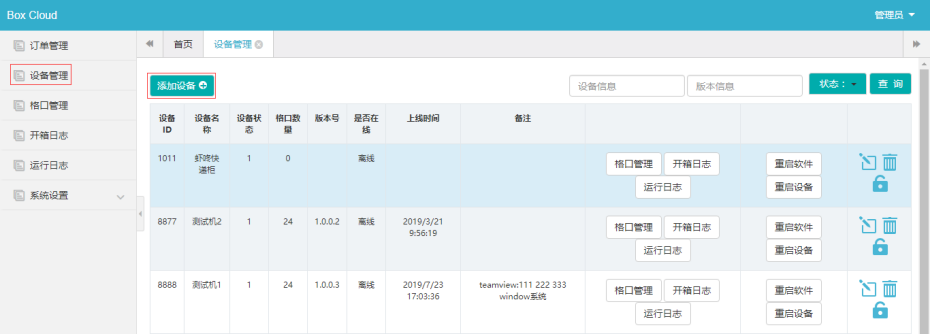 Box Cloud
管理员
订单管理
设备管理
格口管理
开箱日志
运行日志
系统设置
首页
设备管理
添加设备
设备信息
版本信息
状态：
查 询
设备ID
设备名称
设备状态
格口数量
版本号
是否在线
上线时间
备注
1011
虾咚快递柜
1
0
离线
格口管理
开箱日志
运行日志
重启软件
重启设备
8877
测试机2
1
24
1.0.0.2
离线
2019/3/21
9:56:19
格口管理
开箱日志
运行日志
重启软件
重启设备
8888
测试机1
1
24
1.0.0.3
离线
2019/7/23
17:03:36
teamview:111 222 333
window系统
格口管理
开箱日志
运行日志
重启软件
重启设备